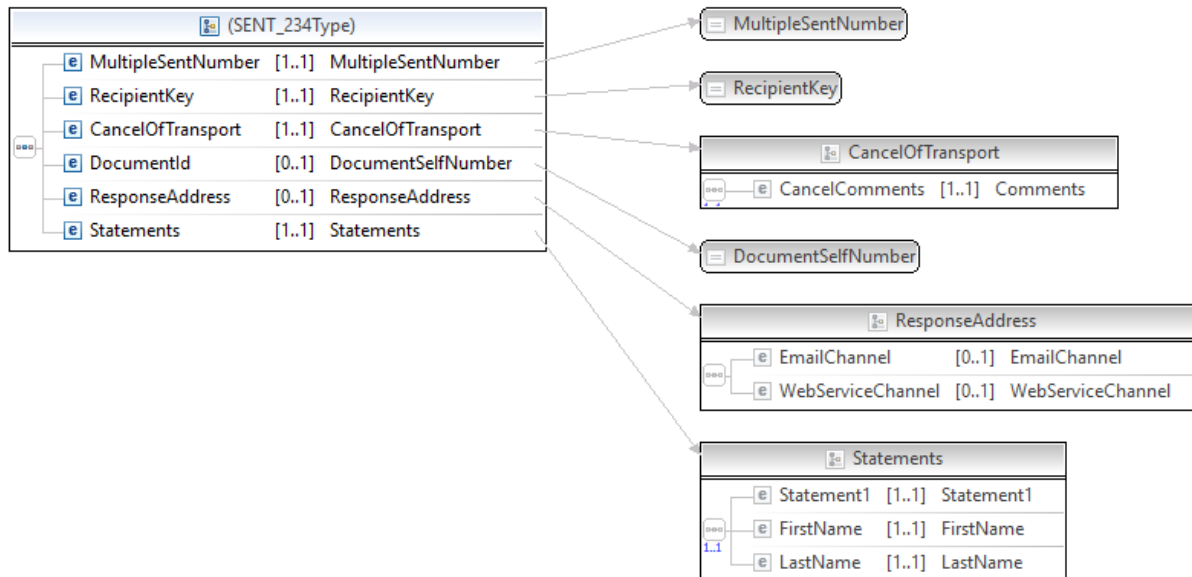 (SENT_234Type)
MultipleSentNumber [1..1] MultipleSentNumber
RecipientKey [1..1] RecipientKey
CancelOfTransport [1..1] CancelOfTransport
DocumentId [0..1] DocumentSelfNumber
ResponseAddress [0..1] ResponseAddress
Statements [1..1] Statements
MultipleSentNumber
RecipientKey
CancelOfTransport
CancelComments [1..1] Comments
DocumentSelfNumber
ResponseAddress
EmailChannel [0..1] EmailChannel
WebServiceChannel [0..1] WebServiceChannel
Statements
Statement1 [1..1] Statement1
FirstName [1..1] FirstName
1..1
LastName [1..1] LastName